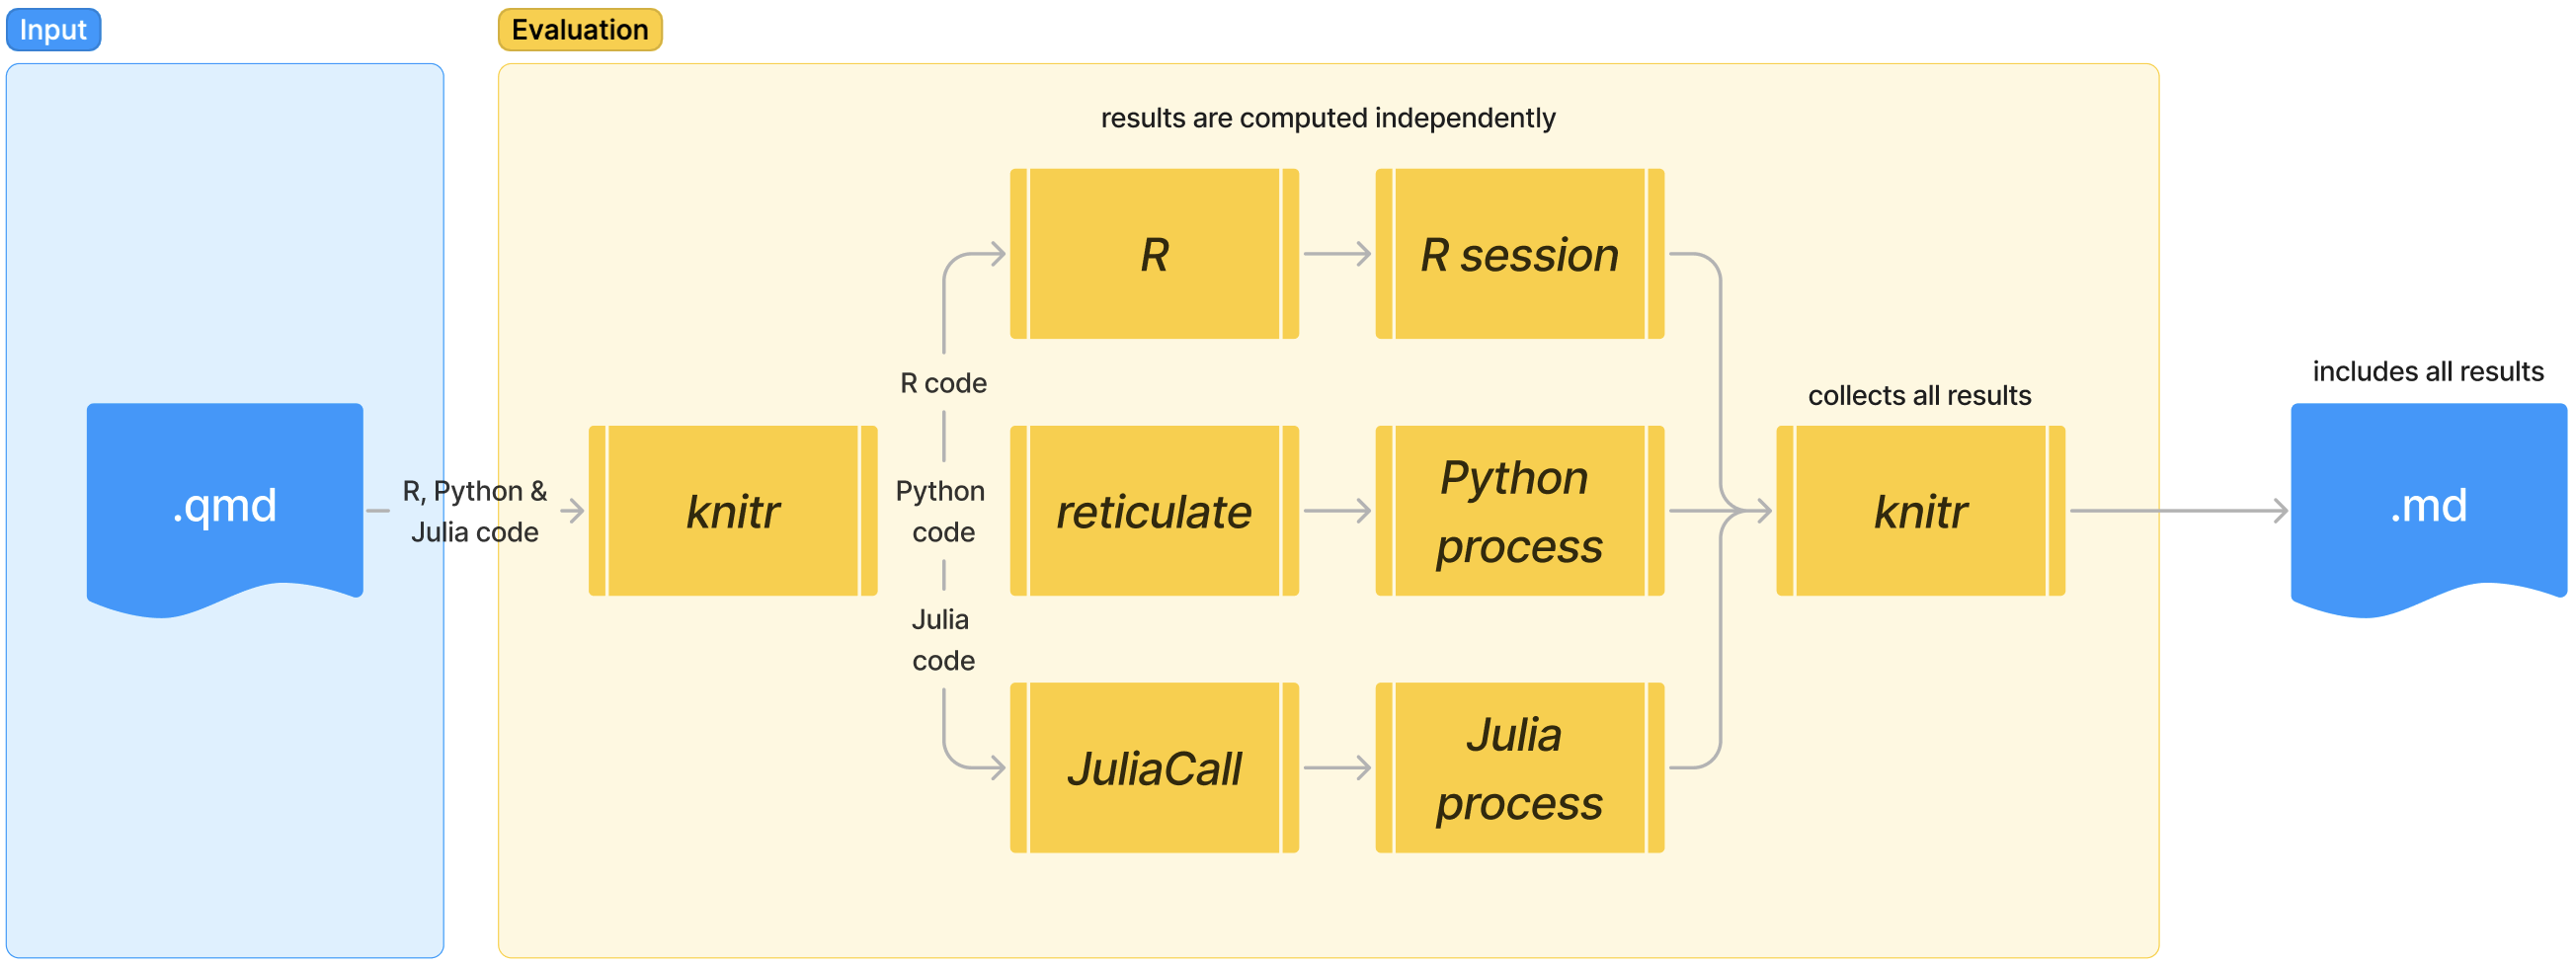 Input
Evaluation
results are computed independently
R
R session
R code
includes all results
collects all results
.qmd
R, Python &
Julia code
knitr
Python
code
reticulate
Python
process
knitr
.md
Julia
code
JuliaCall
Julia
process